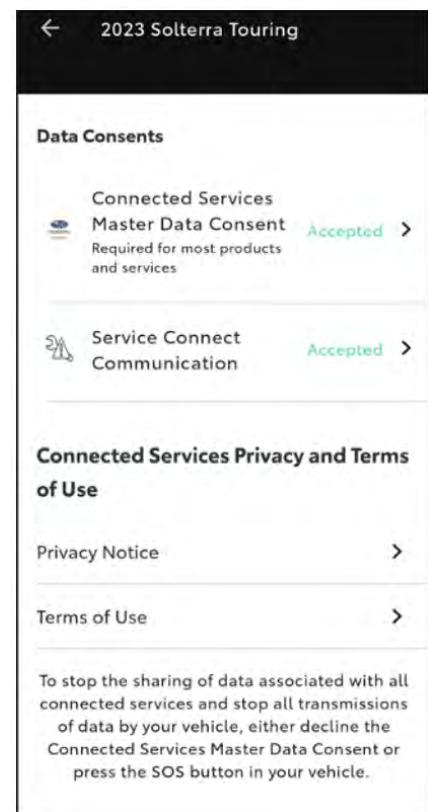 2023 Solterra Touring
Data Consents
Connected Services
Master Data Consent
Accepted
Required for most products
and services
Service Connect
Communication
Accepted
Connected Services Privacy and Terms
of Use
Privacy Notice
Terms of Use
To stop the sharing of data associated with all
connected services and stop all transmissions
of data by your vehicle, either decline the
Connected Services Master Data Consent or
press the SOS button in your vehicle.